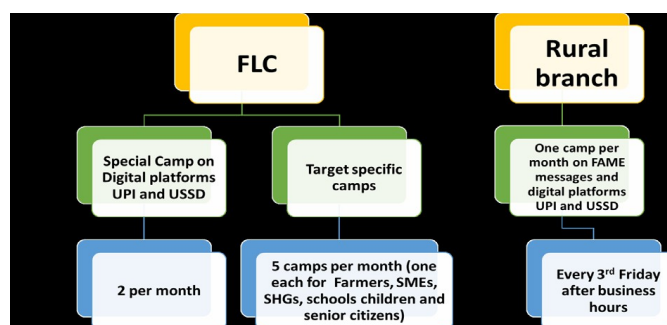 FLC
Rural
branch
Special Camp on
Digital platforms
UPI and USSD
Target specific
camps
One camp per
month on FAME
messages and
digital platforms
UPI and USSD
2 per month
5 camps per month (one
each for Farmers, SMEs,
SHGs, schools children and
senior citizens)
Every 3rd Friday
after business
hours